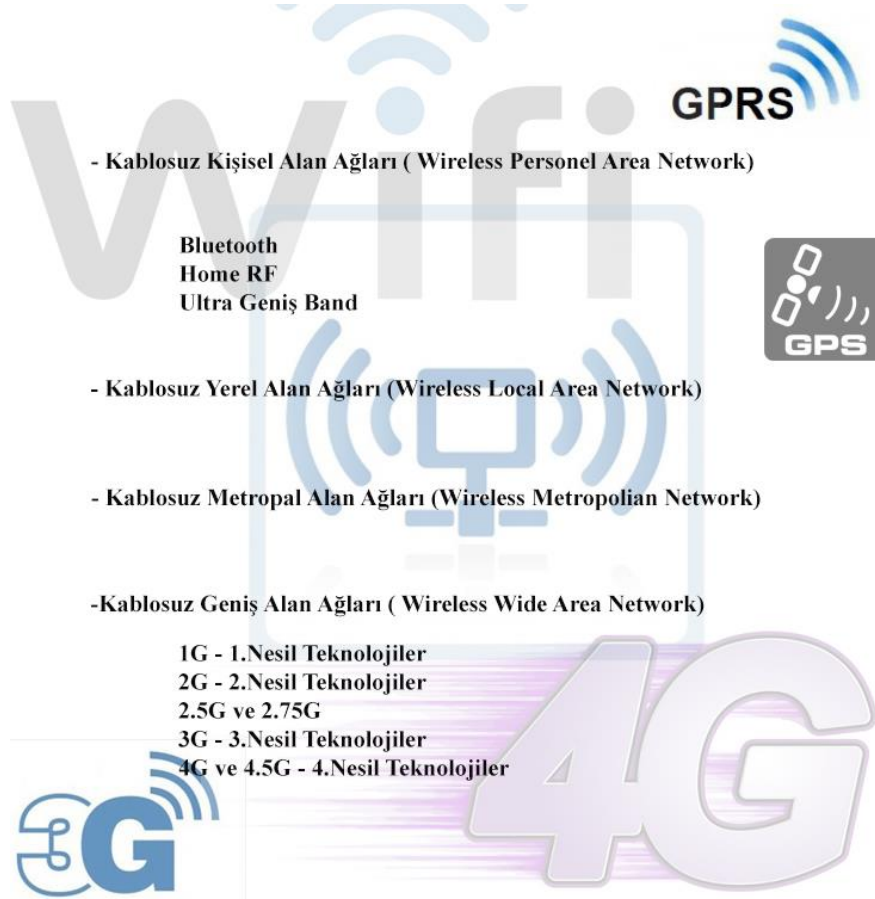 Wifi
GPRS
- Kablosuz Kişisel Alan Ağları ( Wireless Personel Area Network)
Bluetooth
Home RF
Ultra Geniş Band
GPS
- Kablosuz Yerel Alan Ağları (Wireless Local Area Network)
- Kablosuz Metropal Alan Ağları (Wireless Metropolian Network)
-Kablosuz Geniş Alan Ağları ( Wireless Wide Area Network)
1G - 1.Nesil Teknolojiler
2G - 2.Nesil Teknolojiler
2.5G ve 2.75G
3G - 3.Nesil Teknolojiler
4G ve 4.5G - 4.Nesil Teknolojiler
3G
4G